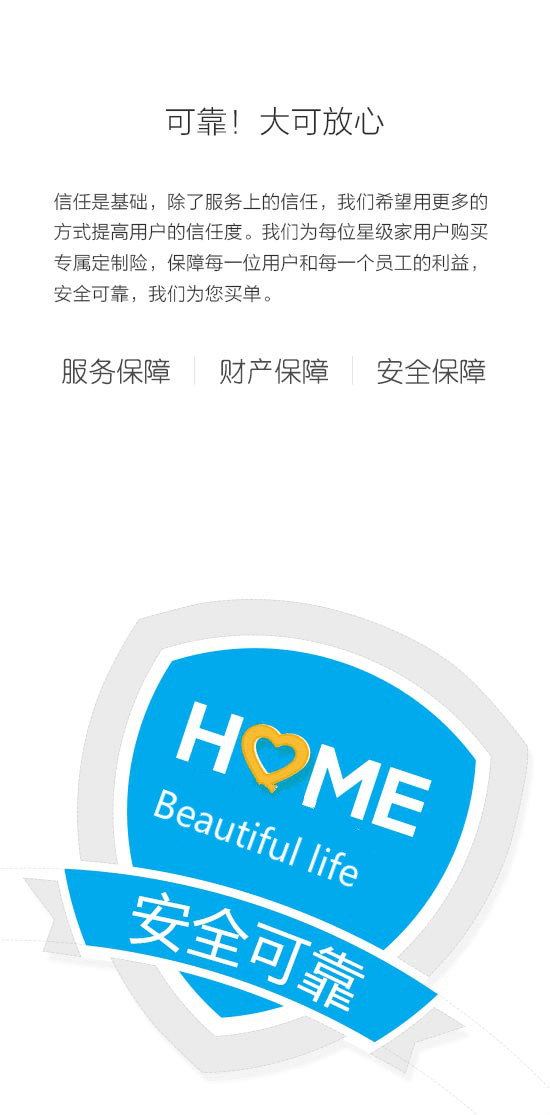 可靠！大可放心
信任是基础，除了服务上的信任，我们希望用更多的
方式提高用户的信任度。我们为每位星级家用户购买
专属定制险，保障每一位用户和每一个员工的利益，
安全可靠，我们为您买单。
服务保障 财产保障 安全保障
HOME
Beautiful life
安全可靠